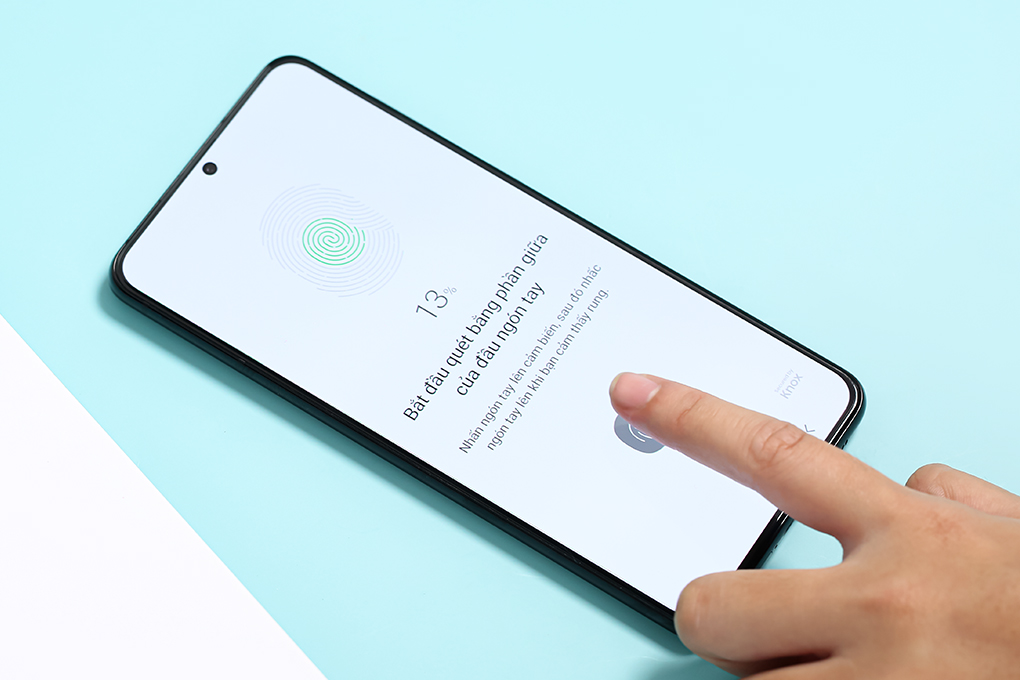 13%
Bắt đầu quét bằng phần giữa
của đầu ngón tay
Nhấn ngón tay lên cảm biến, sau đó nhấc
ngón tay lên khi bạn cảm thấy rung.
Secured by
Knox